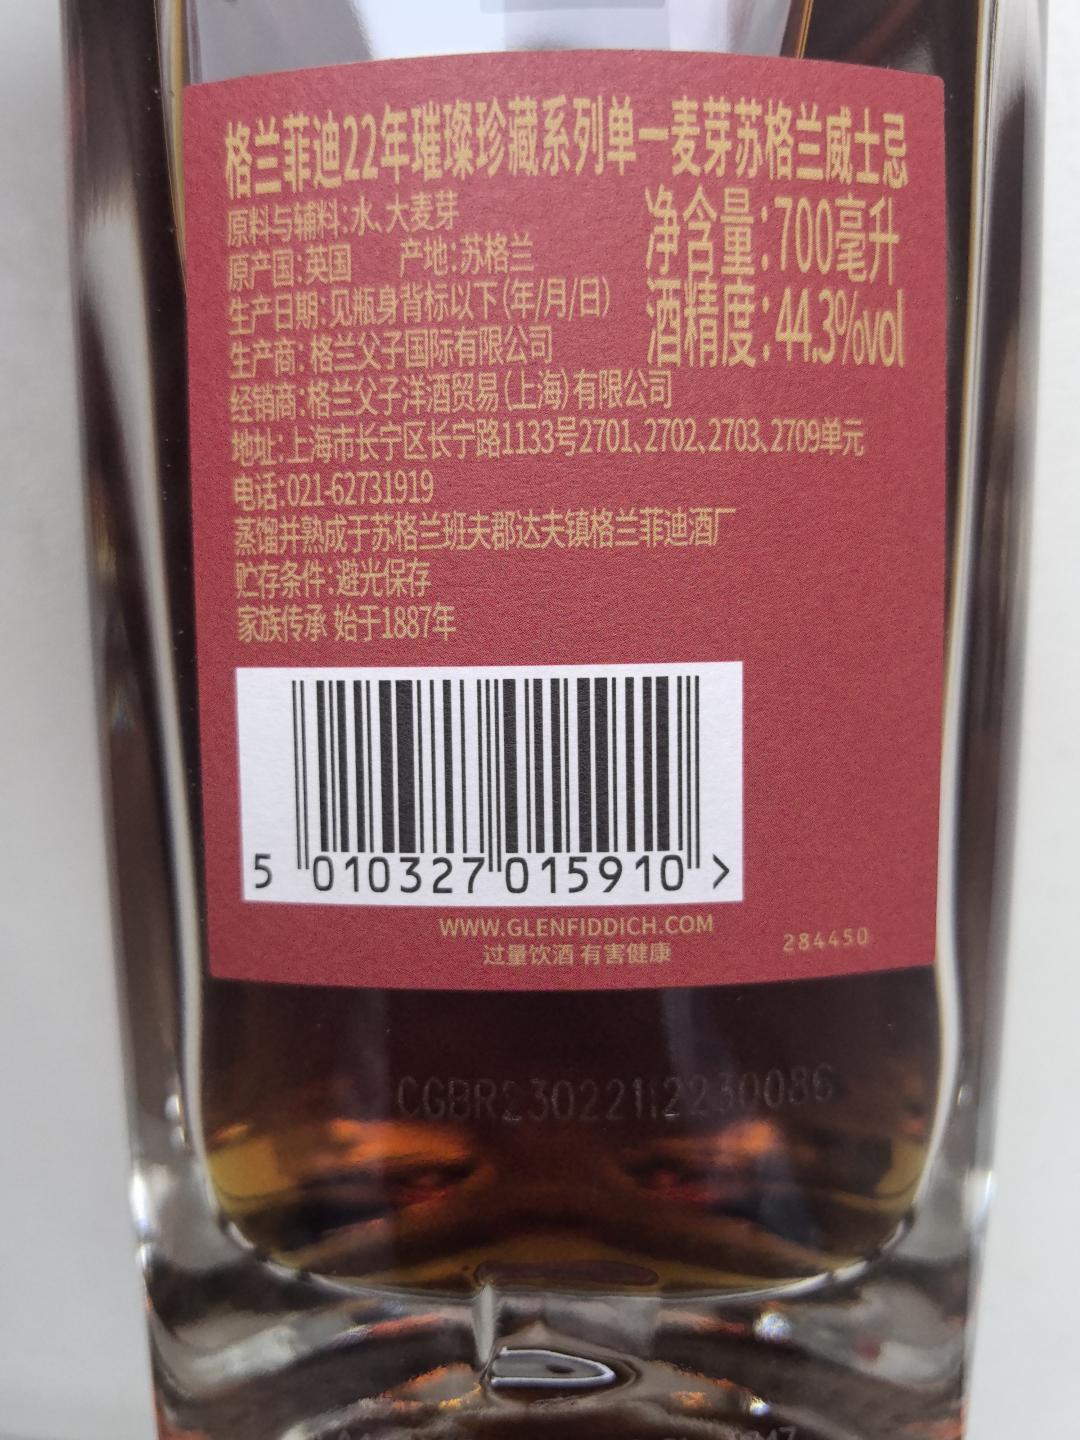 格兰菲迪22年璀璨珍藏系列单一麦芽苏格兰威士忌
原料与辅料:水、大麦芽
净含量:700毫升
原产国:英国 产地:苏格兰
生产日期:见瓶身背标以下(年/月/日)
酒精度:44.3%vol
生产商:格兰父子国际有限公司
经销商:格兰父子洋酒贸易(上海)有限公司
地址:上海市长宁区长宁路1133号2701、2702、2703、2709单元
电话:021-62731919
蒸馏并熟成于苏格兰班夫郡达夫镇格兰菲迪酒厂
贮存条件:避光保存
家族传承 始于1887年
5 010327 015910 >
WWW.GLENFIDDICH.COM
过量饮酒 有害健康
284450